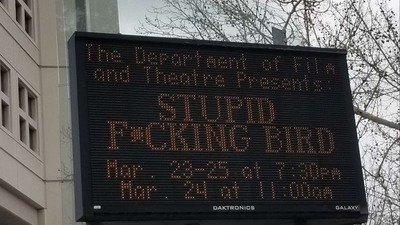 The Department of Film
and Theatre Presents:
STUPID
F*CKING BIRD
Mar. 23-25 at 7:30pm
Mar. 24 at 11:00am
DAKTRONICS GALAXY